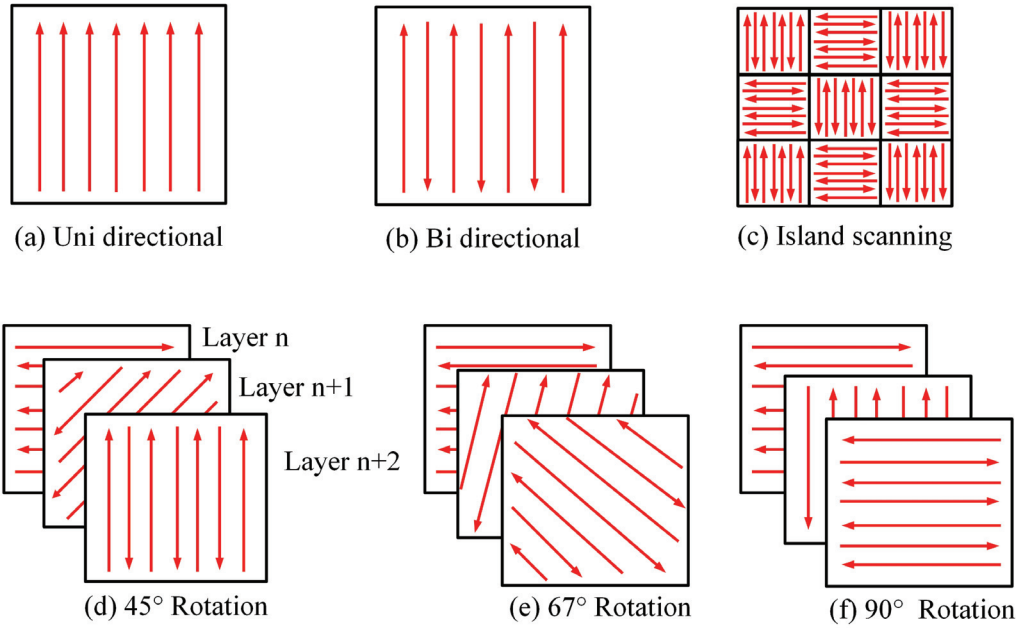 (a) Uni directional
(b) Bi directional
(c) Island scanning
Layer n
Layer n+1
Layer n+2
(d) 45° Rotation
(e) 67° Rotation
(f) 90° Rotation